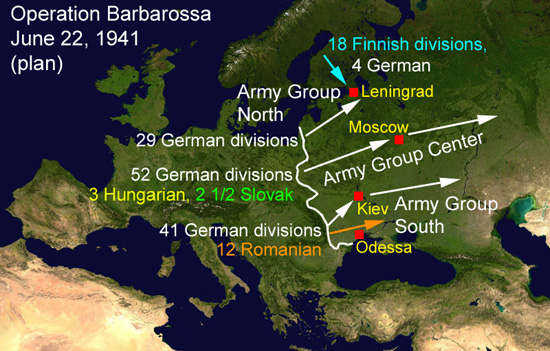 Operation Barbarossa
June 22, 1941
(plan)
18 Finnish divisions,
4 German
Army Group
North
Leningrad
29 German divisions
Moscow
52 German divisions
Army Group Center
3 Hungarian, 2 1/2 Slovak
Kiev
Army Group
South
41 German divisions
12 Romanian
Odessa